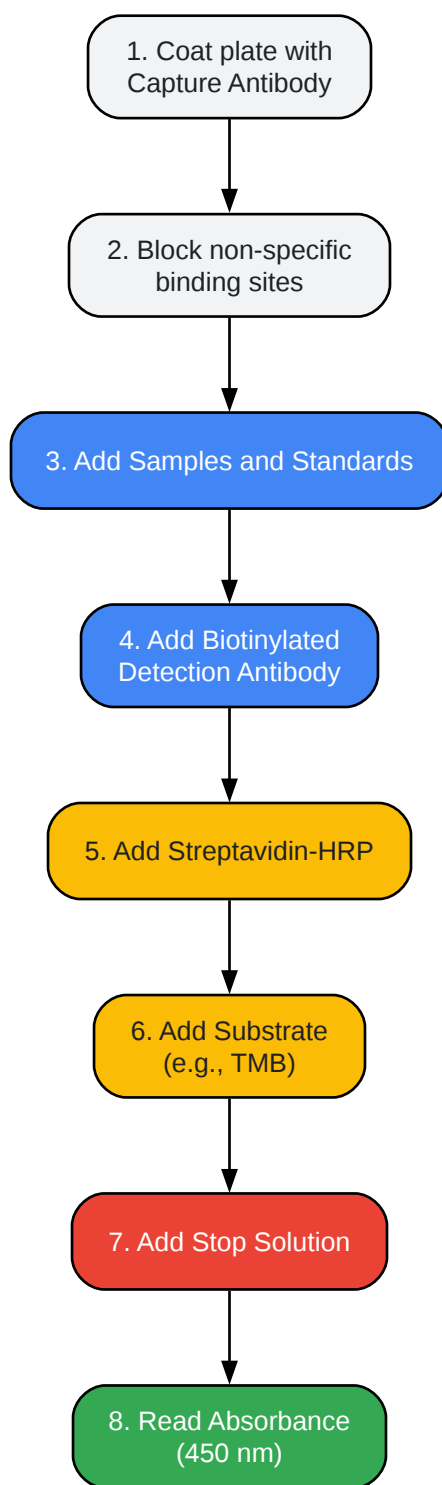 1. Coat plate with
Capture Antibody
2. Block non-specific
binding sites
3. Add Samples and Standards
4. Add Biotinylated
Detection Antibody
5. Add Streptavidin-HRP
6. Add Substrate
(e.g., TMB)
7. Add Stop Solution
8. Read Absorbance
(450 nm)